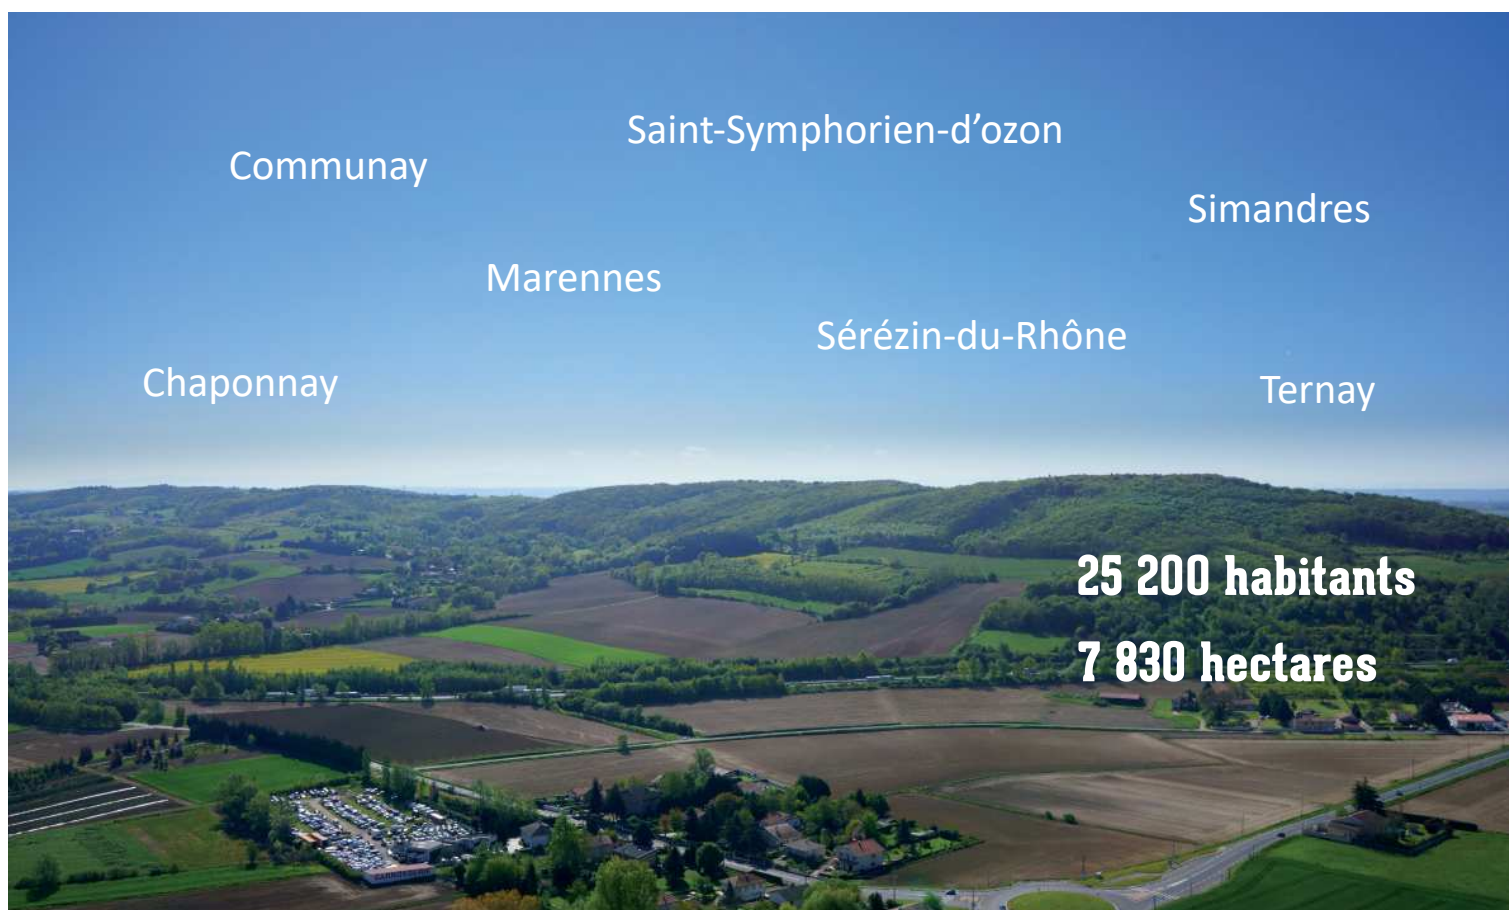 Saint-Symphorien-d’ozon
Communay
Simandres
Marennes
Sérézin-du-Rhône
Chaponnay
Ternay
25 200 habitants
7 830 hectares